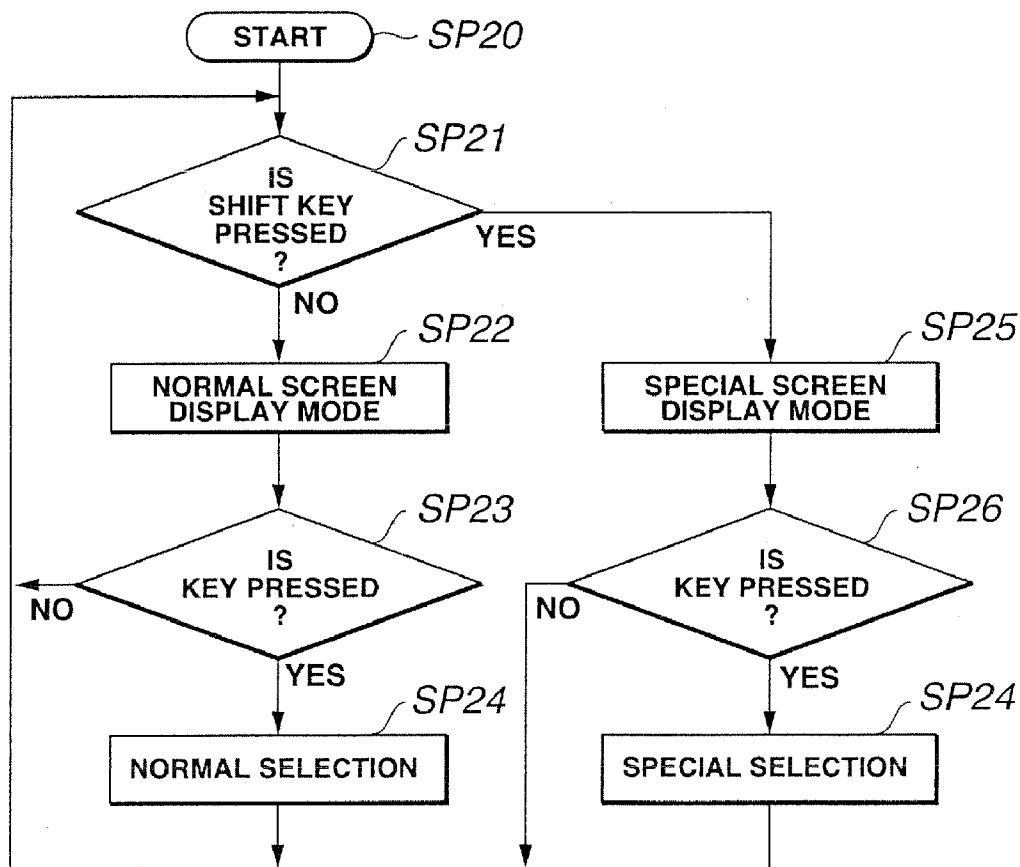 START
SP20
SP21
IS
SHIFT KEY
PRESSED
?
YES
NO
SP22
NORMAL SCREEN
DISPLAY MODE
SP25
SPECIAL SCREEN
DISPLAY MODE
SP23
IS
KEY PRESSED
?
NO
YES
SP26
IS
KEY PRESSED
?
NO
YES
SP24
NORMAL SELECTION
SP24
SPECIAL SELECTION